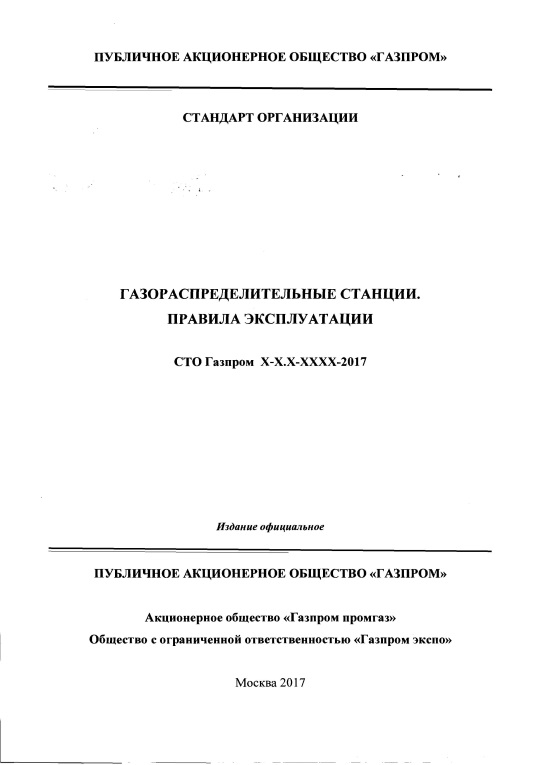 ПУБЛИЧНОЕ АКЦИОНЕРНОЕ ОБЩЕСТВО «ГАЗПРОМ»
СТАНДАРТ ОРГАНИЗАЦИИ
ГАЗОРАСПРЕДЕЛИТЕЛЬНЫЕ СТАНЦИИ.
ПРАВИЛА ЭКСПЛУАТАЦИИ
СТО Газпром Х-Х.Х-ХХХХ-2017
Издание официальное
ПУБЛИЧНОЕ АКЦИОНЕРНОЕ ОБЩЕСТВО «ГАЗПРОМ»
Акционерное общество «Газпром промгаз»
Общество с ограниченной ответственностью «Газпром экспо»
Москва 2017